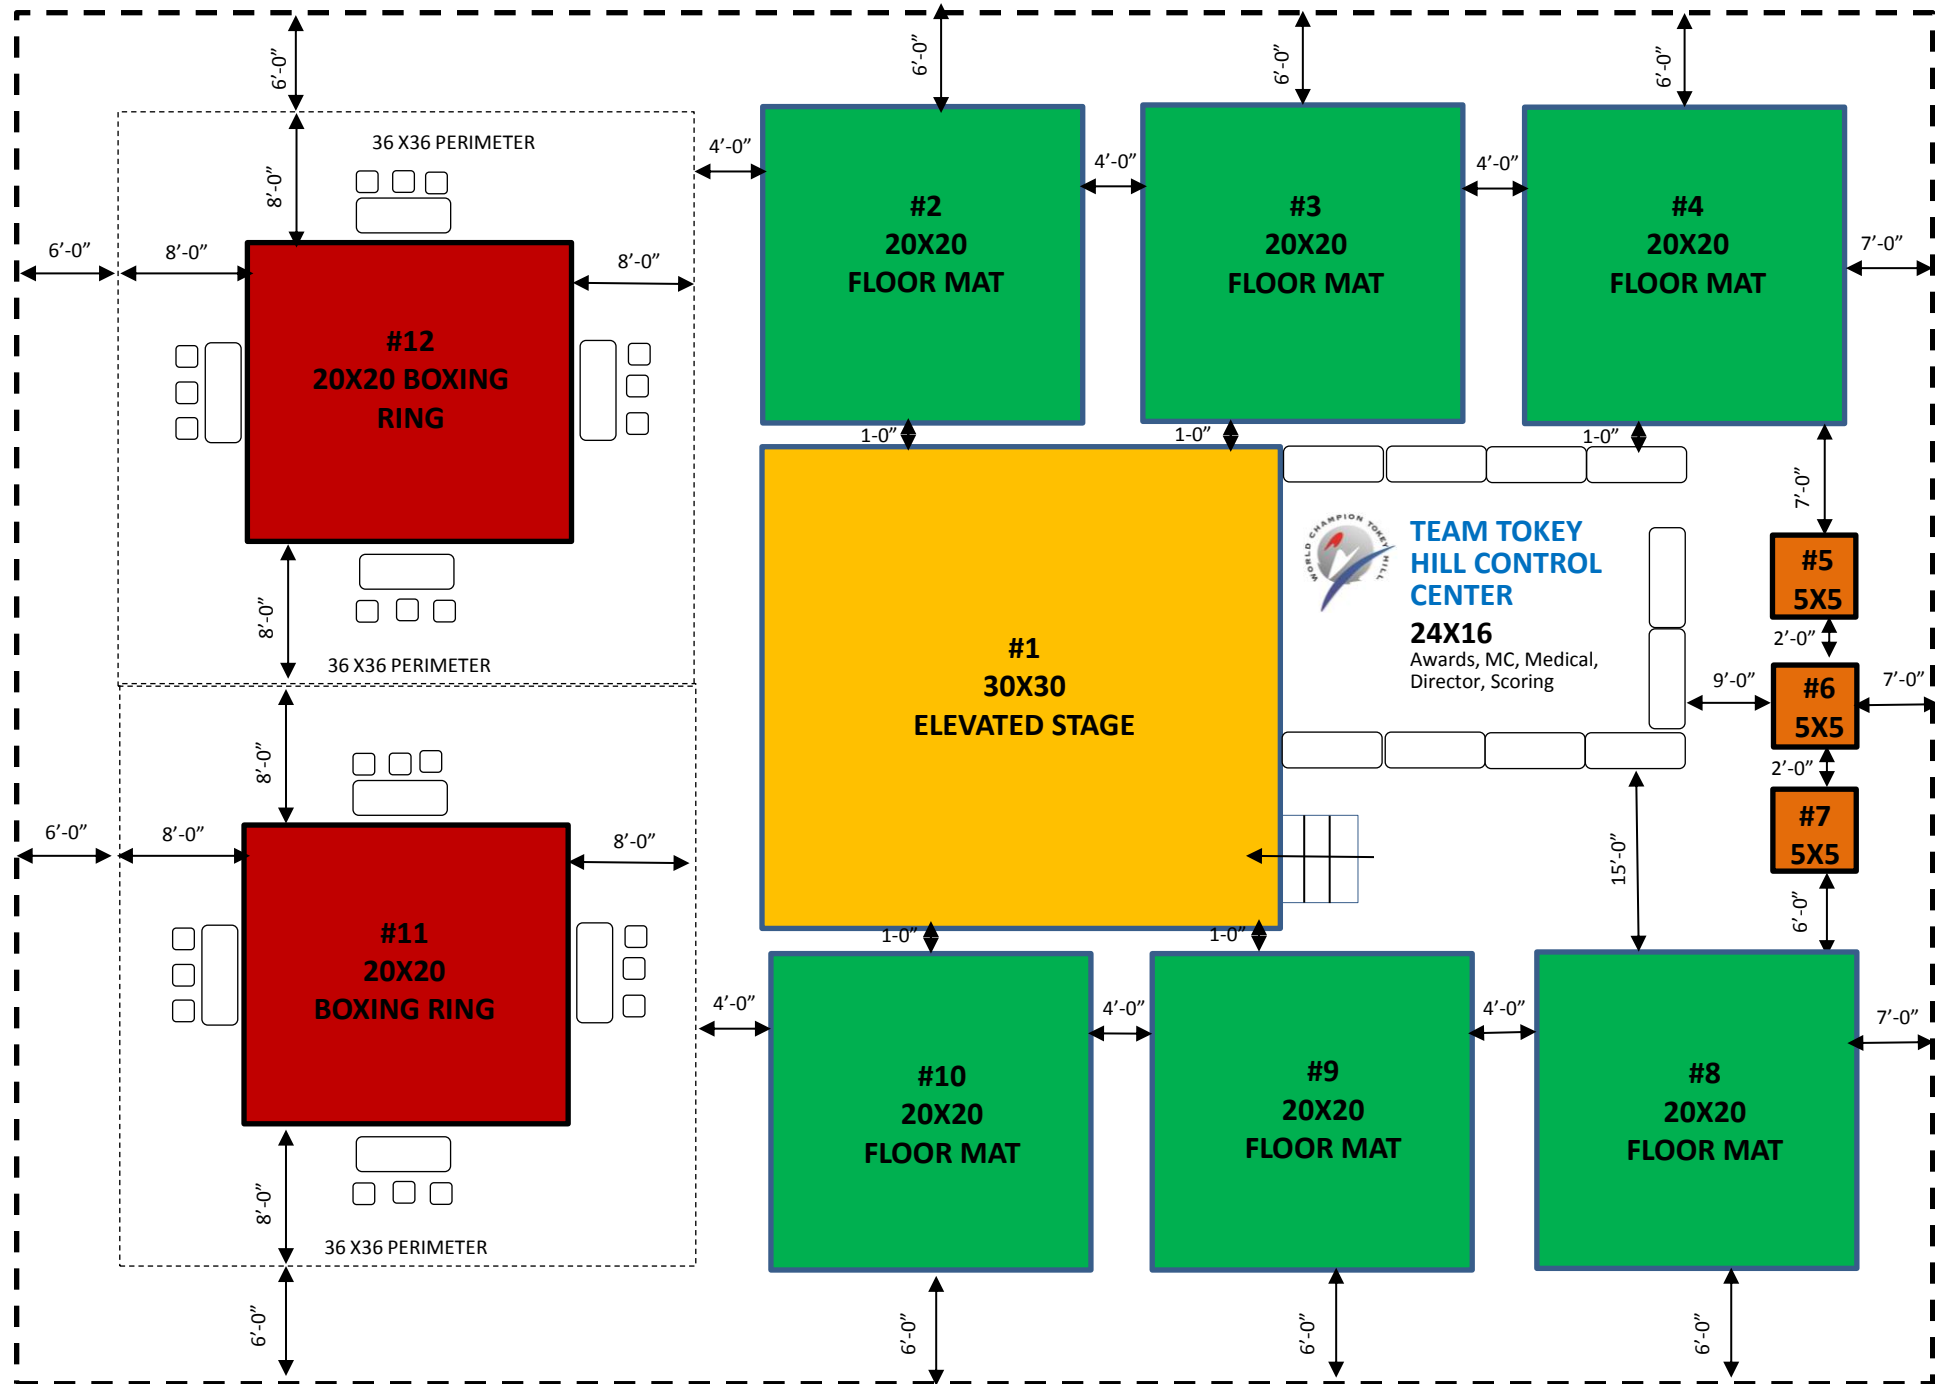 6’-0”
6’-0”
6’-0”
6’-0”
36 X36 PERIMETER
8’-0”
4’-0”
4’-0”
4’-0”
#2
20X20
FLOOR MAT
#3
20X20
FLOOR MAT
#4
20X20
FLOOR MAT
6’-0”
8’-0”
8’-0”
7’-0”
#12
20X20 BOXING
RING
1-0”
1-0”
1-0”
7’-0”
WORLD CHAMPION TOKEY HILL
TEAM TOKEY
HILL CONTROL
CENTER
24X16
Awards, MC, Medical,
Director, Scoring
#5
5X5
2’-0”
8’-0”
36 X36 PERIMETER
#1
30X30
ELEVATED STAGE
9’-0”
#6
5X5
7’-0”
8’-0”
2’-0”
#7
5X5
6’-0”
8’-0”
8’-0”
15’-0”
6’-0”
#11
20X20
BOXING RING
1-0”
1-0”
4’-0”
4’-0”
4’-0”
7’-0”
#10
20X20
FLOOR MAT
#9
20X20
FLOOR MAT
#8
20X20
FLOOR MAT
8’-0”
36 X36 PERIMETER
6’-0”
6’-0”
6’-0”
6’-0”